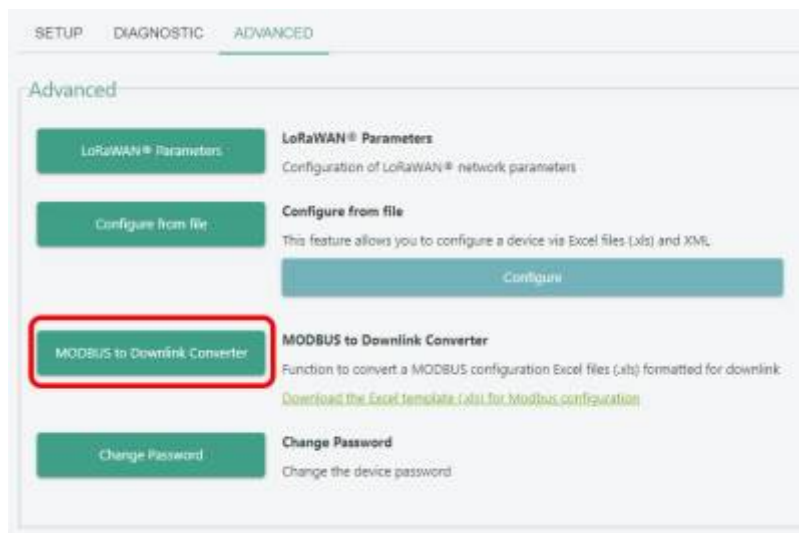 SETUP DIAGNOSTIC ADVANCED
Advanced
LoRaWAN® Parameters
LoRaWAN® Parameters
Configuration of LoRaWAN® network parameters
Configure from file
Configure from file
This feature allows you to configure a device via Excel files (.xls) and XML
Configure
MODBUS to Downlink Converter
MODBUS to Downlink Converter
Function to convert a MODBUS configuration Excel files (.xls) formatted for downlink
Download the Excel template (.xls) for Modbus configuration
Change Password
Change Password
Change the device password